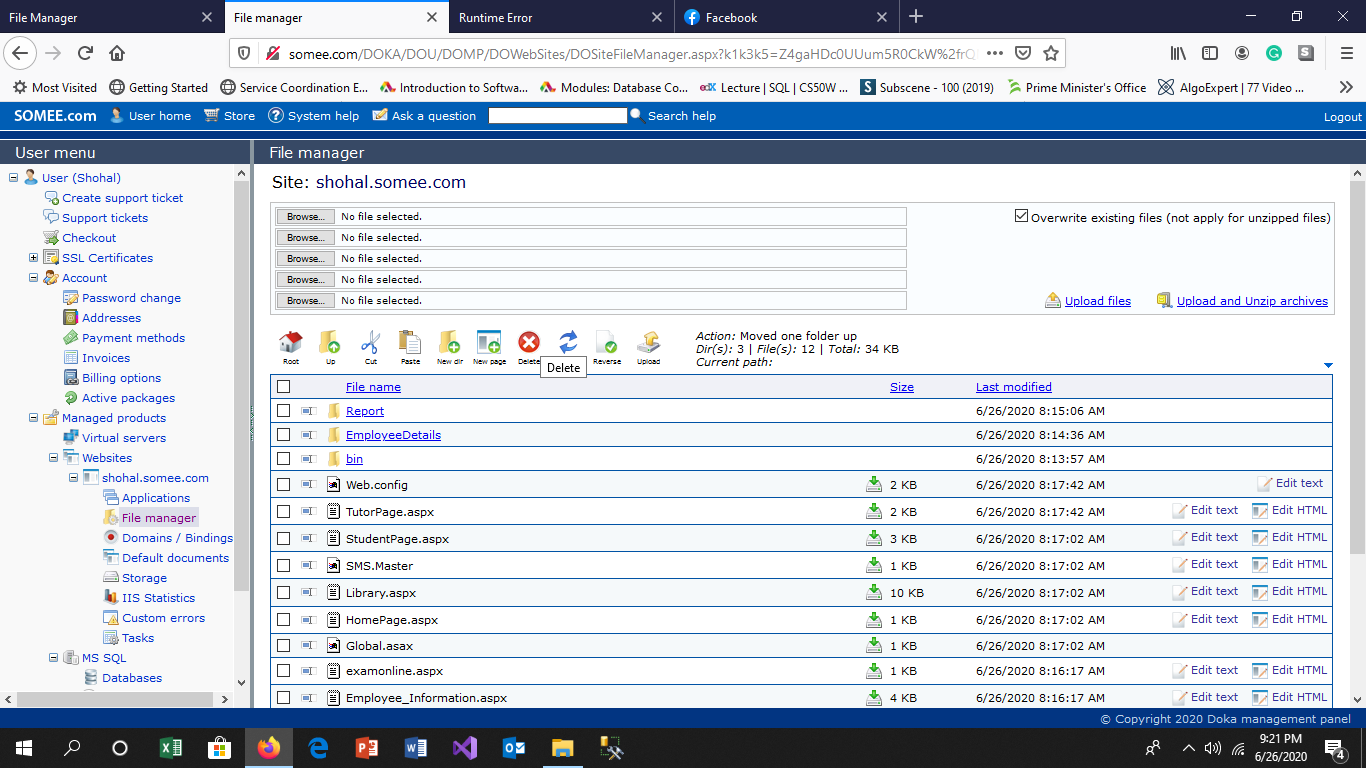 File Manager
File manager
Runtime Error
Facebook
somee.com/DOKA/DOU/DOMP/DOWebSites/DOSiteFileManager.aspx?k1k3k5=Z4gaHDc0UUum5R0CkW%2frQ
Most Visited
Getting Started
Service Coordination E...
Introduction to Softwa...
Modules: Database Co...
edX Lecture | SQL | CS50W ...
S Subscene - 100 (2019)
Prime Minister's Office
AlgoExpert | 77 Video ...
SOMEE.com
User home
Store
System help
Ask a question
Search help
Logout
User menu
User (Shohal)
Create support ticket
Support tickets
Checkout
SSL Certificates
Account
Password change
Addresses
Payment methods
Invoices
Billing options
Active packages
Managed products
Virtual servers
Websites
shohal.somee.com
Applications
File manager
Domains / Bindings
Default documents
Storage
IIS Statistics
Custom errors
Tasks
MS SQL
Databases
File manager
Site: shohal.somee.com
Browse... No file selected.
Browse... No file selected.
Browse... No file selected.
Browse... No file selected.
Browse... No file selected.
Overwrite existing files (not apply for unzipped files)
Upload files
Upload and Unzip archives
Root
Up
Cut
Paste
New dir
New page
Delete
Reverse
Upload
Delete
Action: Moved one folder up
Dir(s): 3 | File(s): 12 | Total: 34 KB
Current path:
File name Size Last modified
Report 6/26/2020 8:15:06 AM
EmployeeDetails 6/26/2020 8:14:36 AM
bin 6/26/2020 8:13:57 AM
Web.config 2 KB 6/26/2020 8:17:42 AM Edit text
TutorPage.aspx 2 KB 6/26/2020 8:17:42 AM Edit text Edit HTML
StudentPage.aspx 3 KB 6/26/2020 8:17:02 AM Edit text Edit HTML
SMS.Master 1 KB 6/26/2020 8:17:02 AM Edit text Edit HTML
Library.aspx 10 KB 6/26/2020 8:17:02 AM Edit text Edit HTML
HomePage.aspx 1 KB 6/26/2020 8:17:02 AM Edit text Edit HTML
Global.asax 1 KB 6/26/2020 8:17:02 AM
examonline.aspx 1 KB 6/26/2020 8:16:17 AM Edit text Edit HTML
Employee_Information.aspx 4 KB 6/26/2020 8:16:17 AM Edit text Edit HTML
© Copyright 2020 Doka management panel
9:21 PM
6/26/2020
4